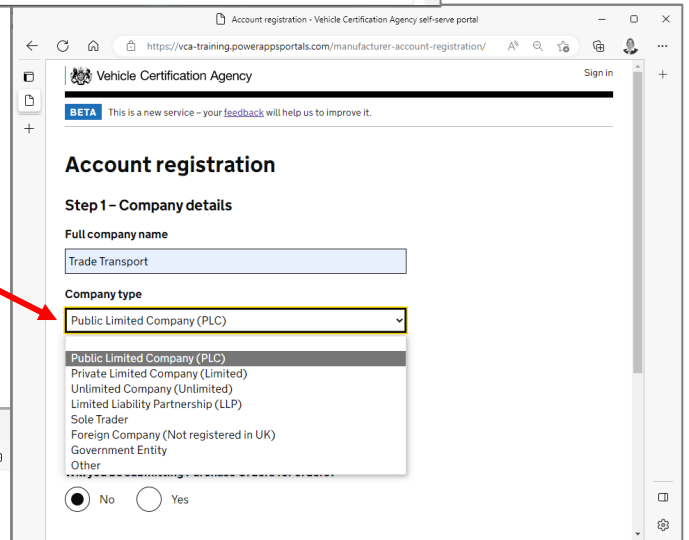 Account registration - Vehicle Certification Agency self-serve portal
https://vca-training.powerappsportals.com/manufacturer-account-registration/
Vehicle Certification Agency
Sign in
BETA This is a new service – your feedback will help us to improve it.
Account registration
Step 1 – Company details
Full company name
Trade Transport
Company type
Public Limited Company (PLC)
Public Limited Company (PLC)
Private Limited Company (Limited)
Unlimited Company (Unlimited)
Limited Liability Partnership (LLP)
Sole Trader
Foreign Company (Not registered in UK)
Government Entity
Other
No Yes